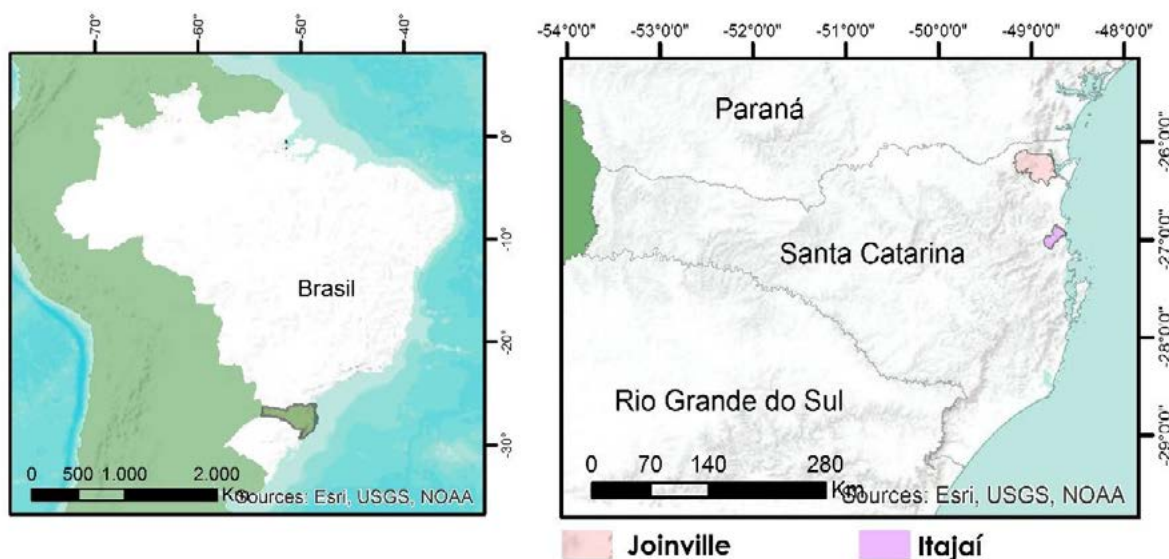 -70° -60° -50° -40°
0°
-10°
-20°
-30°
Brasil
0 500 1.000 2.000
Km
Sources: Esri, USGS, NOAA
-54°0'0" -53°0'0" -52°0'0" -51°0'0" -50°0'0" -49°0'0" -48°0'0"
-26°0'0"
-27°0'0"
-28°0'0"
-29°0'0"
Paraná
Santa Catarina
Rio Grande do Sul
0 70 140 280
Km
Sources: Esri, USGS, NOAA
Joinville Itajaí